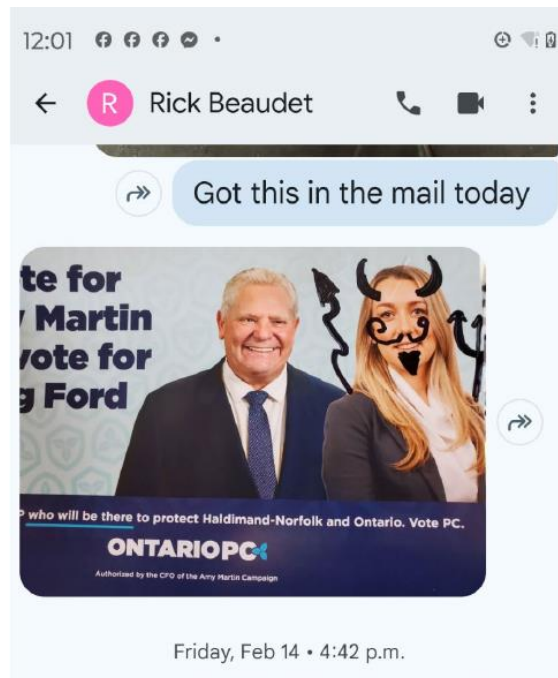 12:01
R Rick Beaudet
Got this in the mail today
te for
Martin
vote for
g Ford
who will be there to protect Haldimand-Norfolk and Ontario. Vote PC.
ONTARIO PC
Authorized by the CFO of the Amy Martin Campaign
Friday, Feb 14 • 4:42 p.m.